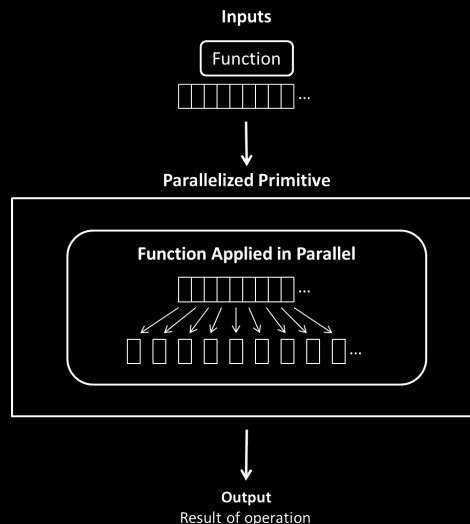 Inputs
Function
...
Parallelized Primitive
Function Applied in Parallel
...
...
Output
Result of operation